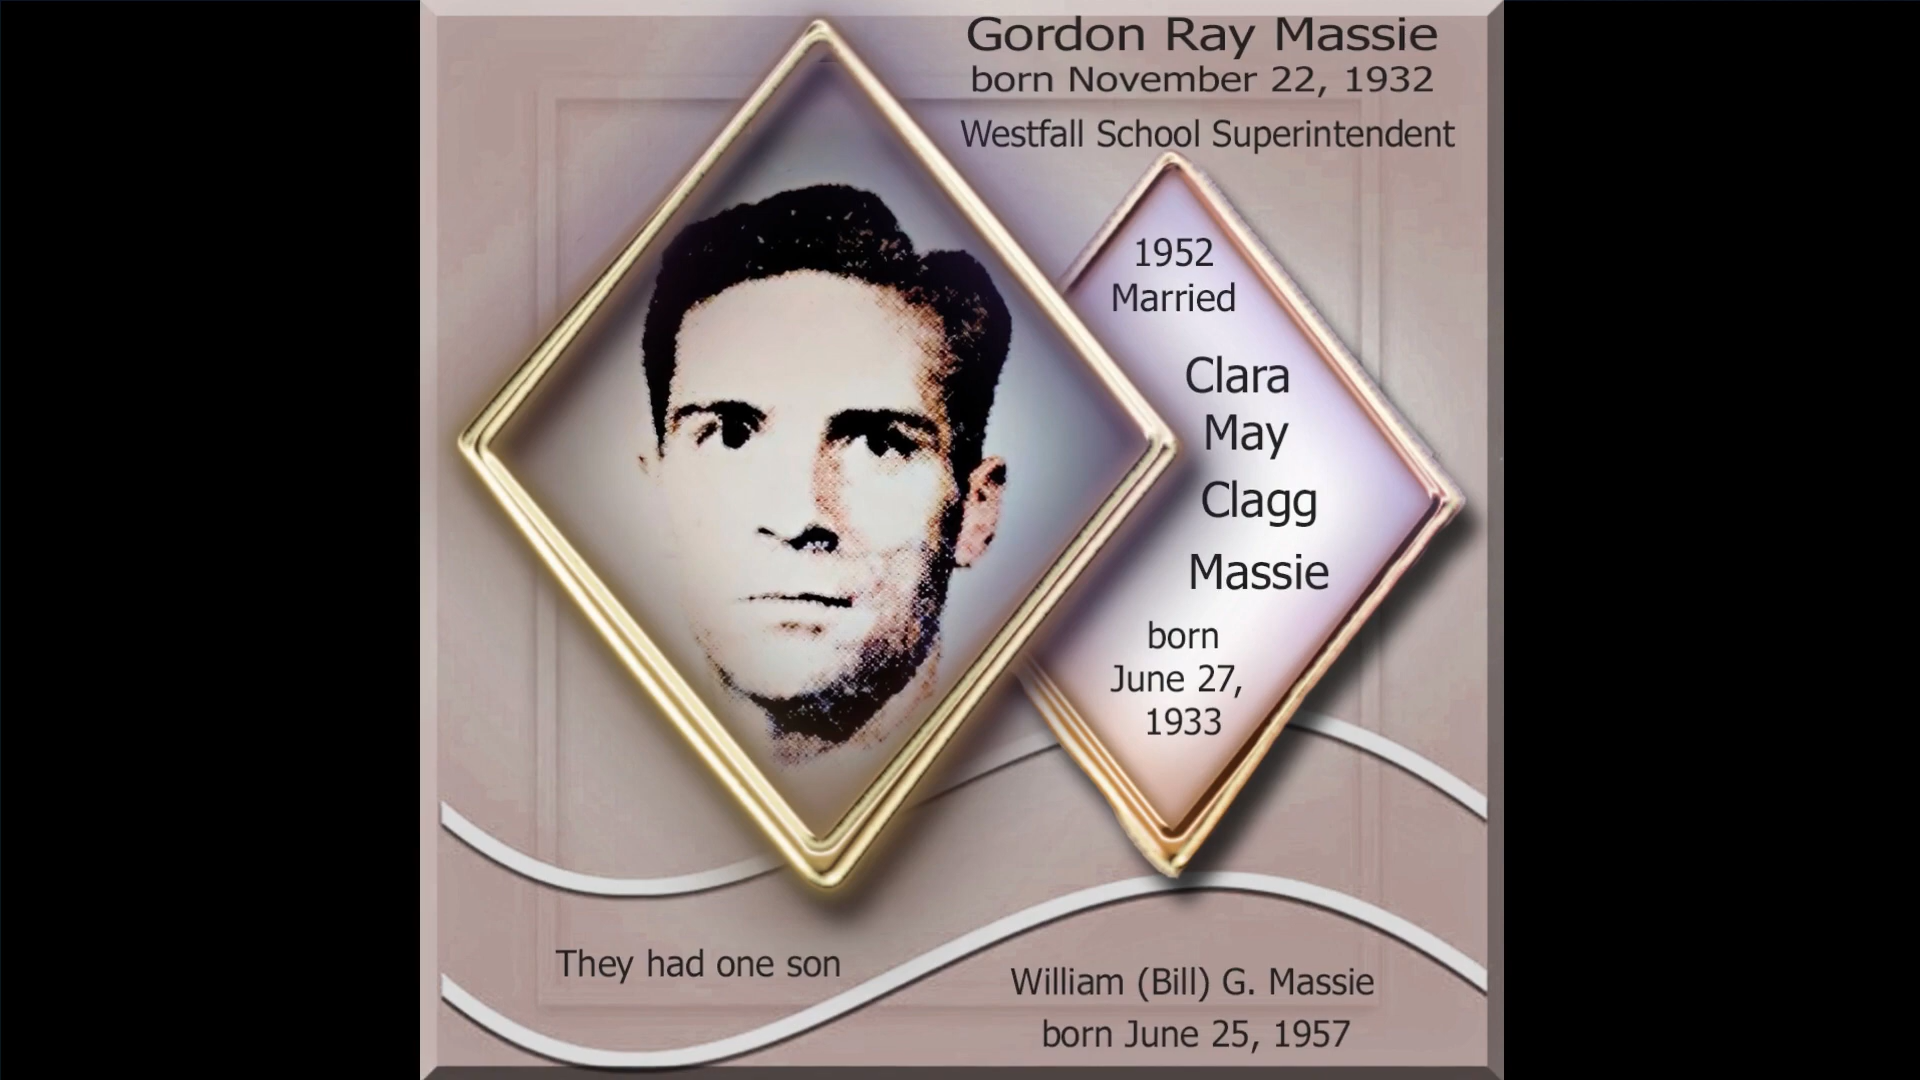 Gordon Ray Massie
born November 22, 1932
Westfall School Superintendent
1952
Married
Clara
May
Clagg
Massie
born
June 27,
1933
They had one son
William (Bill) G. Massie
born June 25, 1957